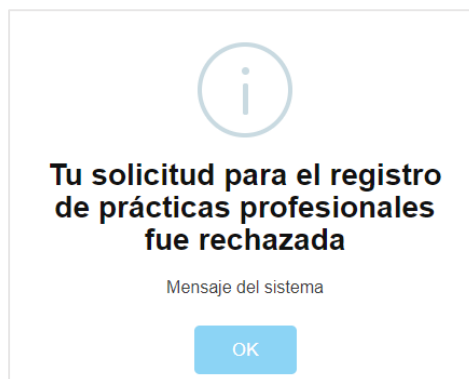 Tu solicitud para el registro
de prácticas profesionales
fue rechazada
Mensaje del sistema
OK